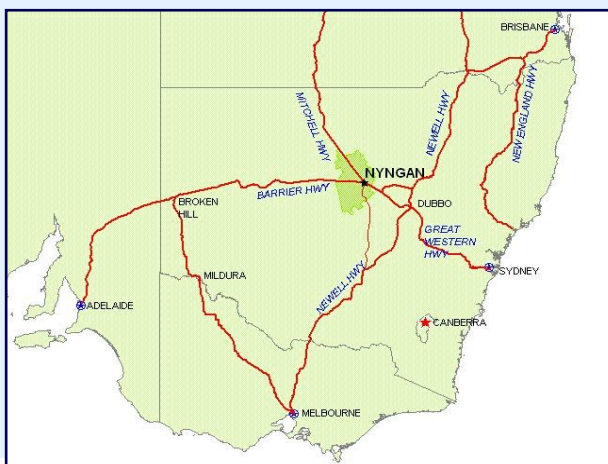 BRISBANE
MITCHELL HWY
NEWELL HWY
NEW ENGLAND HWY
NYNGAN
BARRIER HWY
BROKEN
HILL
DUBBO
GREAT
WESTERN
HWY
MILDURA
NEWELL HWY
SYDNEY
ADELAIDE
CANBERRA
MELBOURNE